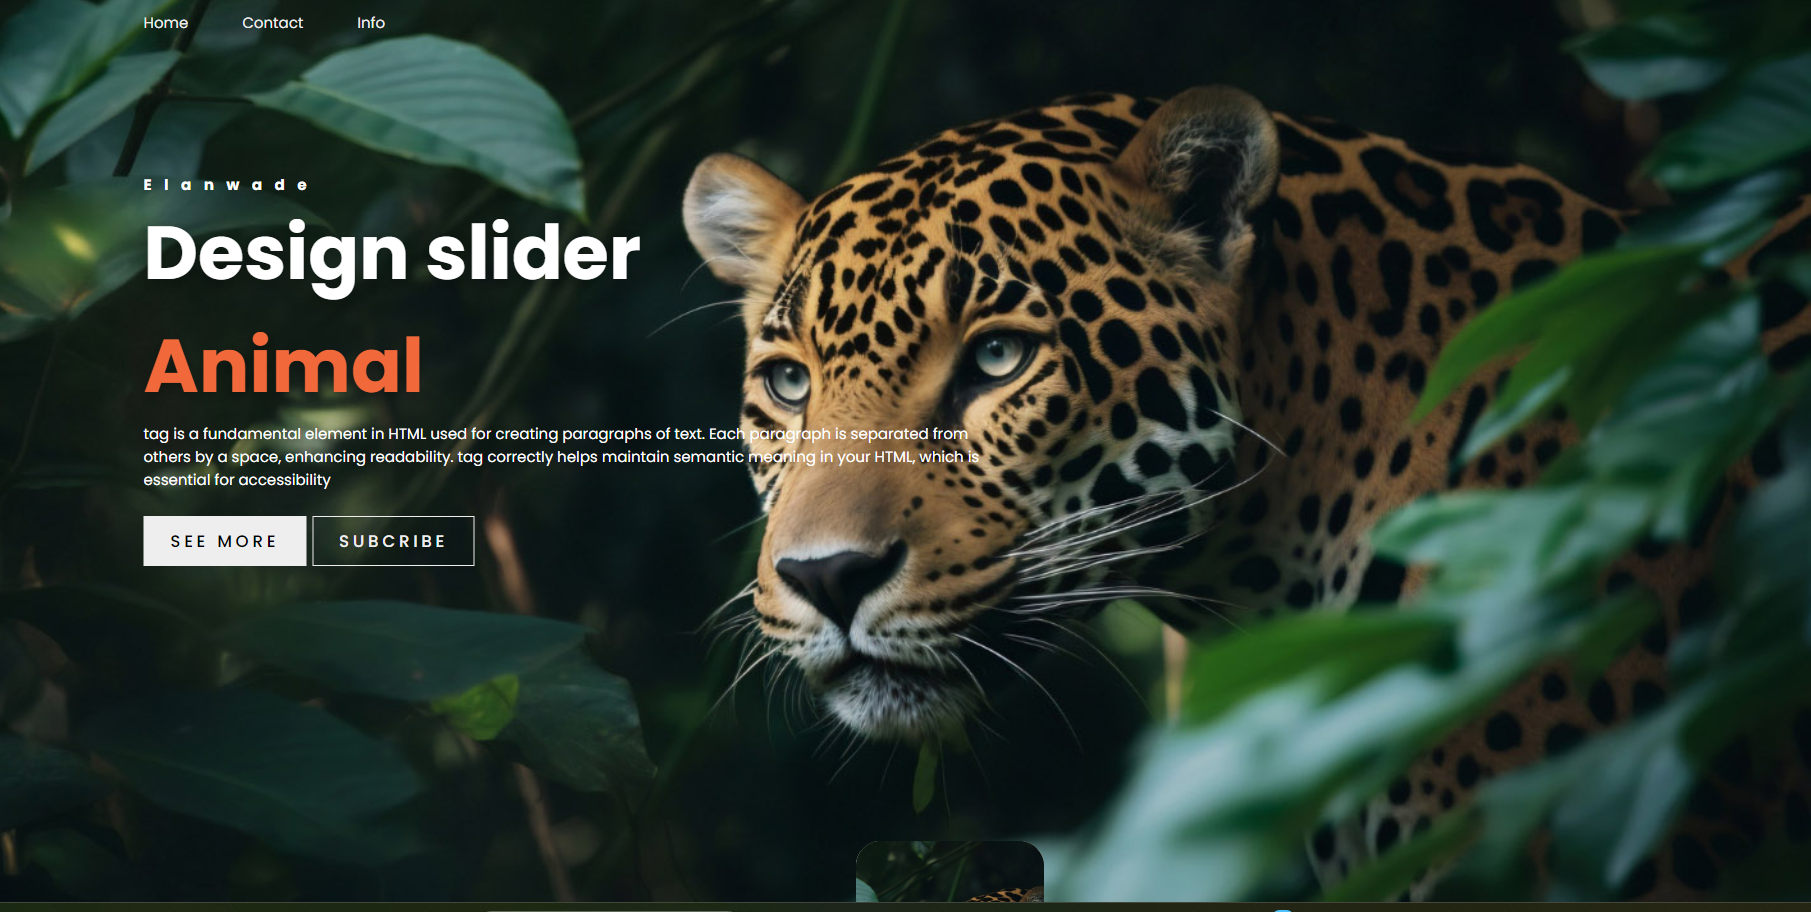 Home Contact Info
Elanwade
Design slider
Animal
tag is a fundamental element in HTML used for creating paragraphs of text. Each paragraph is separated from
others by a space, enhancing readability. tag correctly helps maintain semantic meaning in your HTML, which is
essential for accessibility
SEE MORE SUBCRIBE